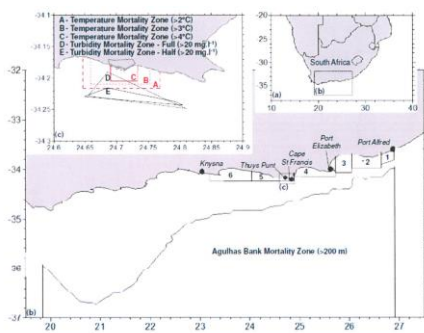 A - Temperature Mortality Zone (>2°C)
B - Temperature Mortality Zone (>3°C)
C - Temperature Mortality Zone (>4°C)
D - Turbidity Mortality Zone - Full (>20 mg.l⁻¹)
E - Turbidity Mortality Zone - Half (>20 mg.l⁻¹)
-34.1
-34.2
-34.25
-34.3
D
C
B
A
E
(c)
24.6 24.65 24.7 24.75 24.8 24.85
-20
-25
-30
-35
-40
South Africa
(a)
(b)
10 20 30 40
-32
-33
-34
-35
-36
-37
Knysna
Thuys Punt
Cape
St Francis
Port
Elizabeth
Port Alfred
6
5
(c)
4
3
2
1
Agulhas Bank Mortality Zone (>200 m)
(b)
20 21 22 23 24 25 26 27